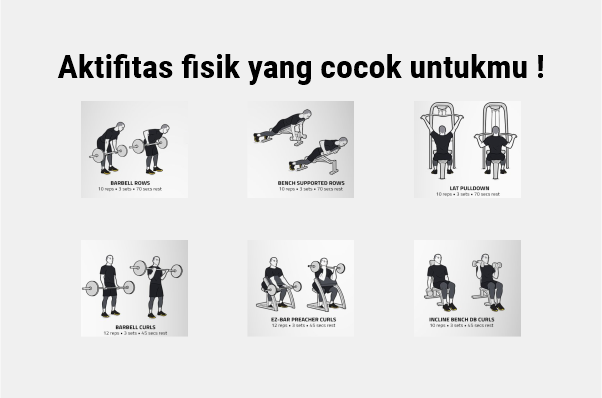 Aktifitas fisik yang cocok untukmu !
BARBELL ROWS
10 reps • 3 sets • 70 secs rest
BENCH SUPPORTED ROWS
10 reps • 3 sets • 70 secs rest
LAT PULLDOWN
10 reps • 3 sets • 70 secs rest
BARBELL CURLS
12 reps • 3 sets • 45 secs rest
EZ-BAR PREACHER CURLS
12 reps • 3 sets • 45 secs rest
INCLINE BENCH DB CURLS
10 reps • 3 sets • 45 secs rest